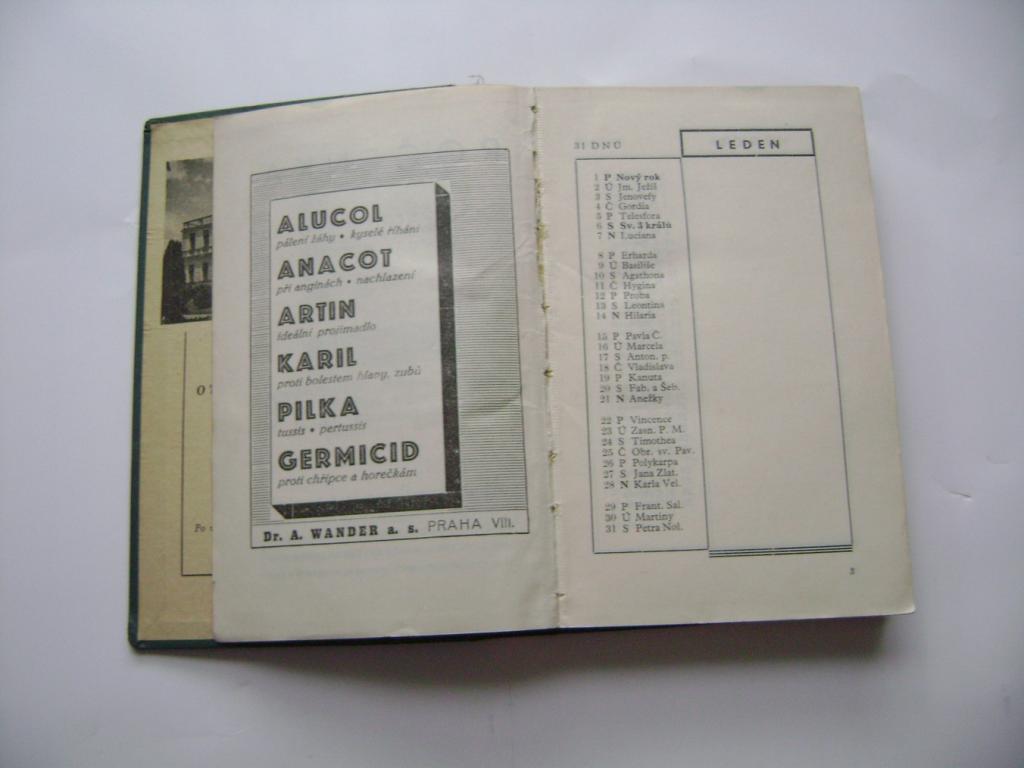 O
Po
ALUCOL
pálení žáhy • kyselé říhání
ANACOT
při anginách • nachlazení
ARTIN
ideální projímadlo
KARIL
proti bolestem hlavy, zubů
PILKA
tussis • pertussis
GERMICID
proti chřipce a horečkám
Dr. A. WANDER a. s. PRAHA VIII.
31 DNŮ
LEDEN
1 P Nový rok
2 Ú Jm. Ježíš
3 S Jenovefy
4 Č Gordia
5 P Telesfora
6 S Sv. 3 králů
7 N Luciana
8 P Erharda
9 Ú Basilise
10 S Agathona
11 Č Hygina
12 P Proba
13 S Leontina
14 N Hilaria
15 P Pavla Č.
16 Ú Marcela
17 S Anton. p.
18 Č Vladislava
19 P Kanuta
20 S Fab. a Šeb.
21 N Anežky
22 P Vincence
23 Ú Zasn. P. M.
24 S Timothea
25 Č Obr. sv. Pav.
26 P Polykarpa
27 S Jana Zlat.
28 N Karla Vel.
29 P Frant. Sal.
30 Ú Martiny
31 S Petra Nol.
3